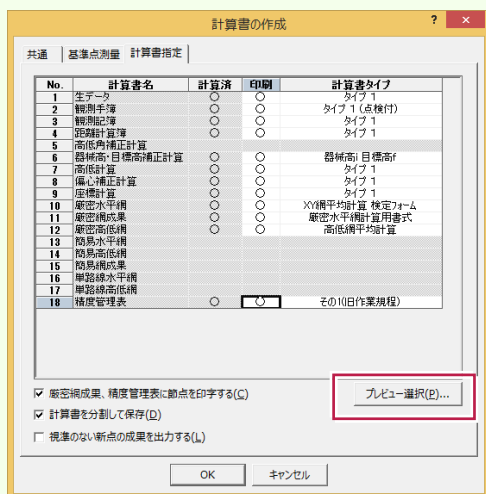 計算書の作成
? ×
共通 基準点測量 計算書指定
No. 計算書名 計算済 印刷 計算書タイプ
1 生データ ○ ○ タイプ 1
2 観測手簿 ○ ○ タイプ 1 (点検付)
3 観測記簿 ○ ○ タイプ 1
4 距離計算簿 ○ ○ タイプ 1
5 高低角補正計算
6 器械高・目標高補正計算 ○ ○ 器械高i 目標高f
7 高低計算 ○ ○ タイプ 1
8 偏心補正計算 ○ ○ タイプ 1
9 座標計算 ○ ○ タイプ 1
10 厳密水平網 ○ ○ XY網平均計算 検定フォーム
11 厳密網成果 ○ ○ 厳密水平網計算用書式
12 厳密高低網 ○ ○ 高低網平均計算
13 簡易水平網
14 簡易高低網
15 簡易網成果
16 単路線水平網
17 単路線高低網
18 精度管理表 ○ ○ その1(旧作業規程)
厳密網成果、精度管理表に節点を印字する(C)
プレビュー選択(P)...
計算書を分割して保存(D)
視準のない新点の成果を出力する(L)
OK キャンセル